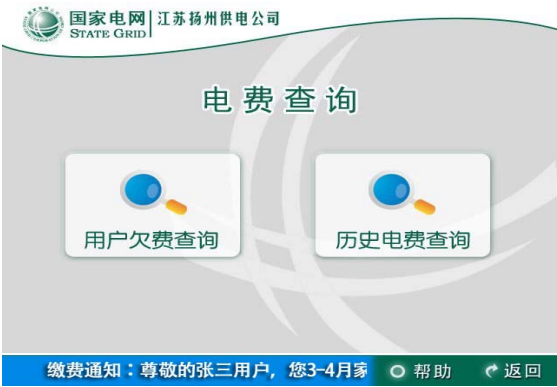 国家电网 江苏扬州供电公司
STATE GRID
电费查询
用户欠费查询 历史电费查询
缴费通知：尊敬的张三用户，您3-4月家 帮助 返回